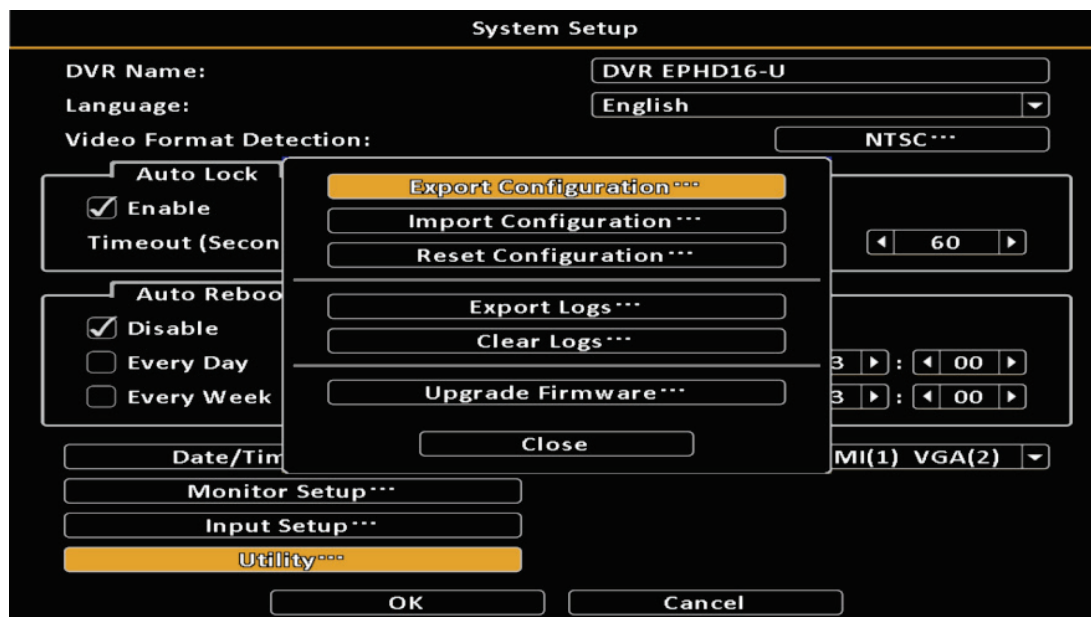 System Setup
DVR Name: DVR EPHD16-U
Language: English
Video Format Detection: NTSC...
Auto Lock
Enable
Timeout (Secon 60
Auto Reboo
Disable
Every Day 3 : 00
Every Week 3 : 00
Date/Tim MI(1) VGA(2)
Monitor Setup...
Input Setup...
Utility...
OK Cancel
Export Configuration...
Import Configuration...
Reset Configuration...
Export Logs...
Clear Logs...
Upgrade Firmware...
Close